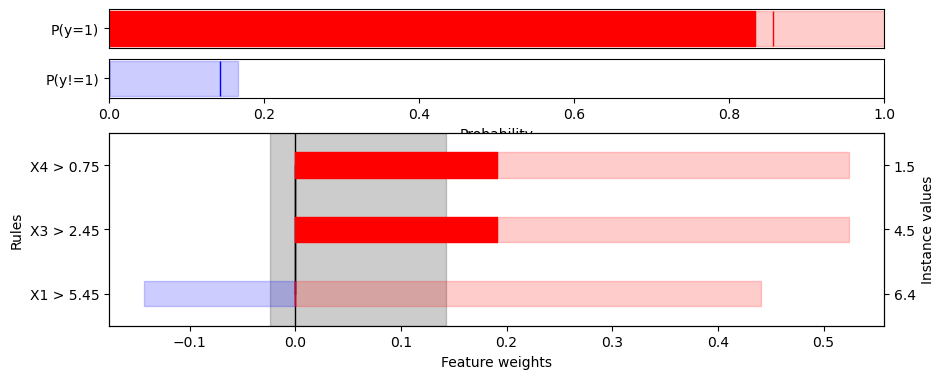 P(y=1)
P(y!=1)
0.0 0.2 0.4 0.6 0.8 1.0
Probability
X4 > 0.75 1.5
X3 > 2.45 4.5
X1 > 5.45 6.4
Rules
Instance values
−0.1 0.0 0.1 0.2 0.3 0.4 0.5
Feature weights